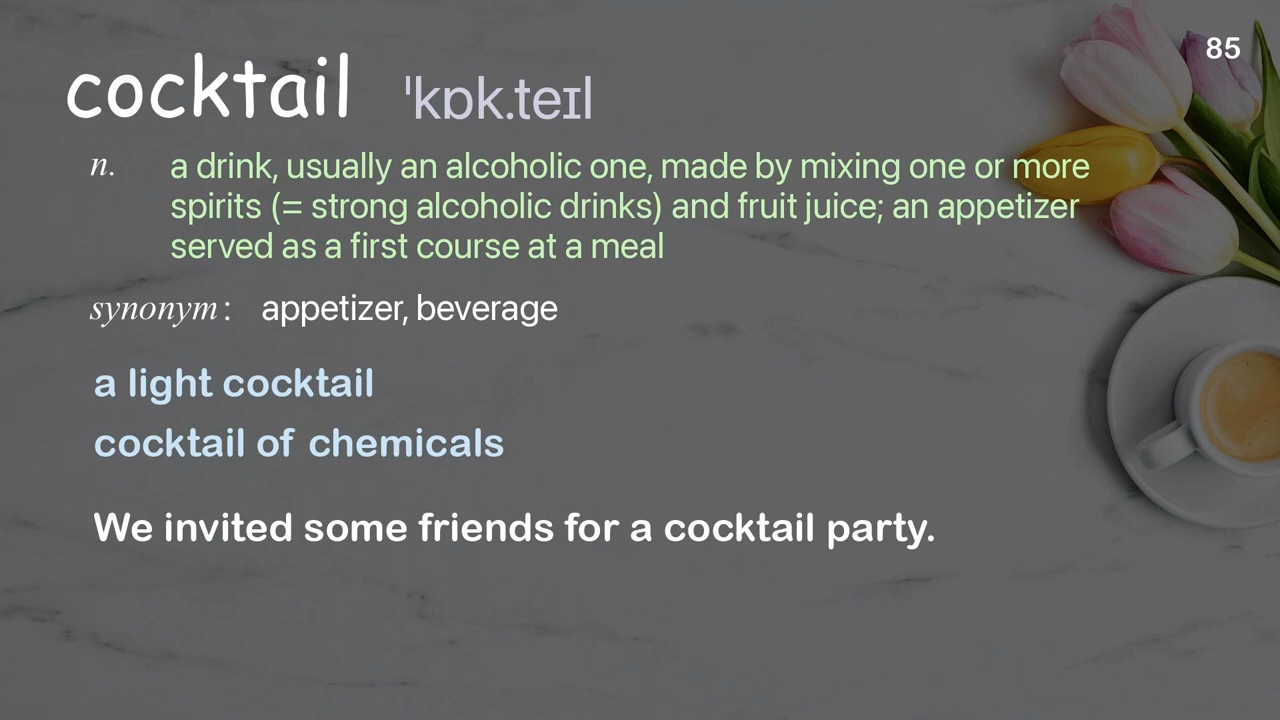 85
cocktail ˈkɒk.teɪl
n. a drink, usually an alcoholic one, made by mixing one or more
spirits (= strong alcoholic drinks) and fruit juice; an appetizer
served as a first course at a meal
synonym: appetizer, beverage
a light cocktail
cocktail of chemicals
We invited some friends for a cocktail party.